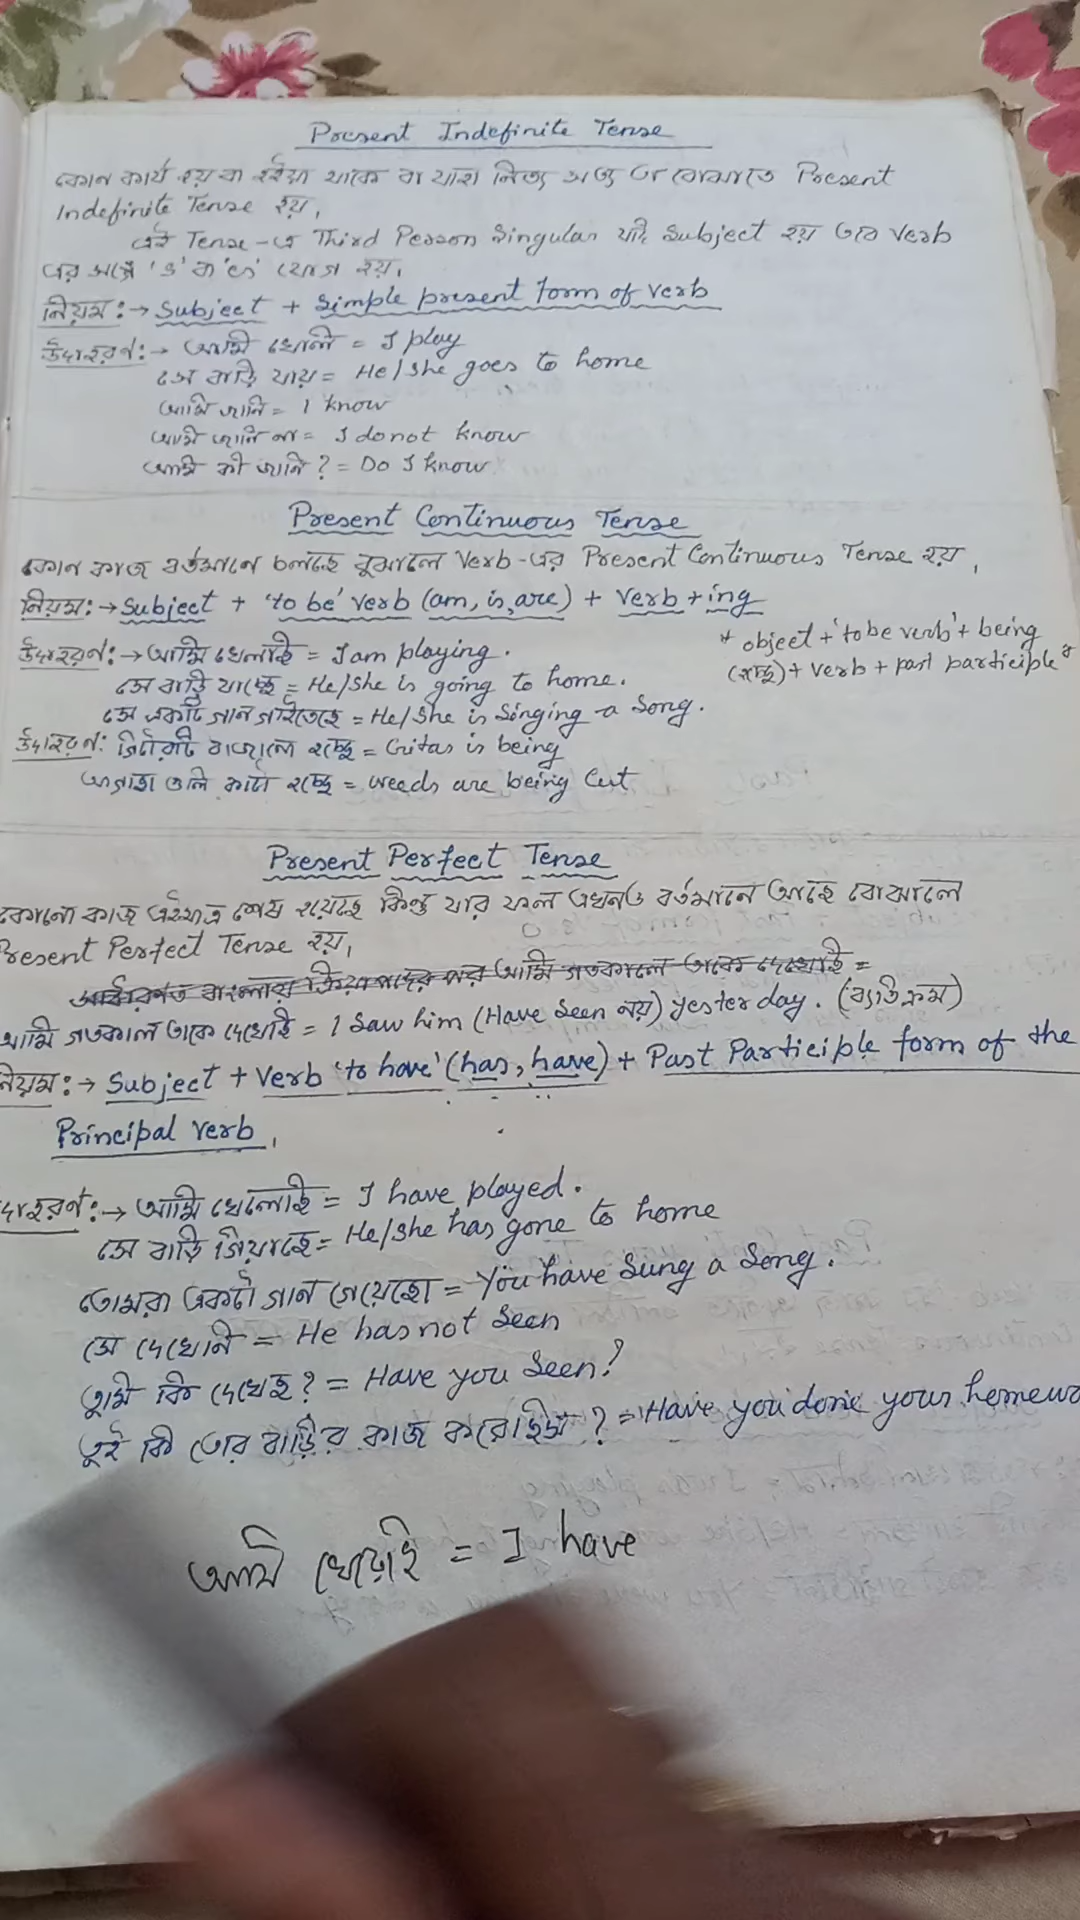 Present Indefinite Tense
কোন কার্য হয় বা হইয়া থাকে বা যাহা নিত্য সত্য তা বোঝাতে Present
Indefinite Tense হয়,
এই Tense-এ Third Person Singular যদি Subject হয় তবে Verb
এর সঙ্গে 's' বা 'es' যোগ হয়,
নিয়ম:→ Subject + Simple present form of verb
উদাহরণ:→ আমি খেলি = I play
সে বাড়ি যায় = He/she goes to home
আমি জানি = I know
আমি জানি না = I do not know
আমি কী জানি? = Do I know
Present Continuous Tense
কোন কাজ বর্তমানে চলছে বুঝালে Verb-এর Present Continuous Tense হয়,
নিয়ম:→ Subject + 'to be' verb (am, is, are) + Verb + ing
* object + 'to be verb' + being
(হচ্ছে) + verb + past participle *
উদাহরণ:→ আমি খেলছি = I am playing.
সে বাড়ি যাচ্ছে = He/She is going to home.
সে একটি গান গাইতেছে = He/She is Singing a Song.
উদাহরণ: গিটারটি বাজানো হচ্ছে = Gitar is being
আগাছা গুলি কাটা হচ্ছে = weeds are being Cut
Present Perfect Tense
কোনো কাজ এইমাত্র শেষ হয়েছে কিন্তু যার ফল এখনও বর্তমানে আছে বোঝালে
Present Perfect Tense হয়,
আমি গতকালে তাকে দেখেছি =
আমি গতকাল তাকে দেখেছি = I Saw him (Have Seen নয়) yesterday. (ব্যতিক্রম)
নিয়ম:→ Subject + Verb 'to have' (has, have) + Past Participle form of the
Principal Verb,
দাহরণ:→ আমি খেলেছি = I have played.
সে বাড়ি গিয়াছে = He/She has gone to home
তোমরা একটা গান গেয়েছো = You have Sung a Song.
সে দেখেনি = He has not Seen
তুমি কি দেখেছ? = Have you Seen?
তুই কী তোর বাড়ির কাজ করেছিস? = Have you done your homewo
আমি খেয়েছি = I have